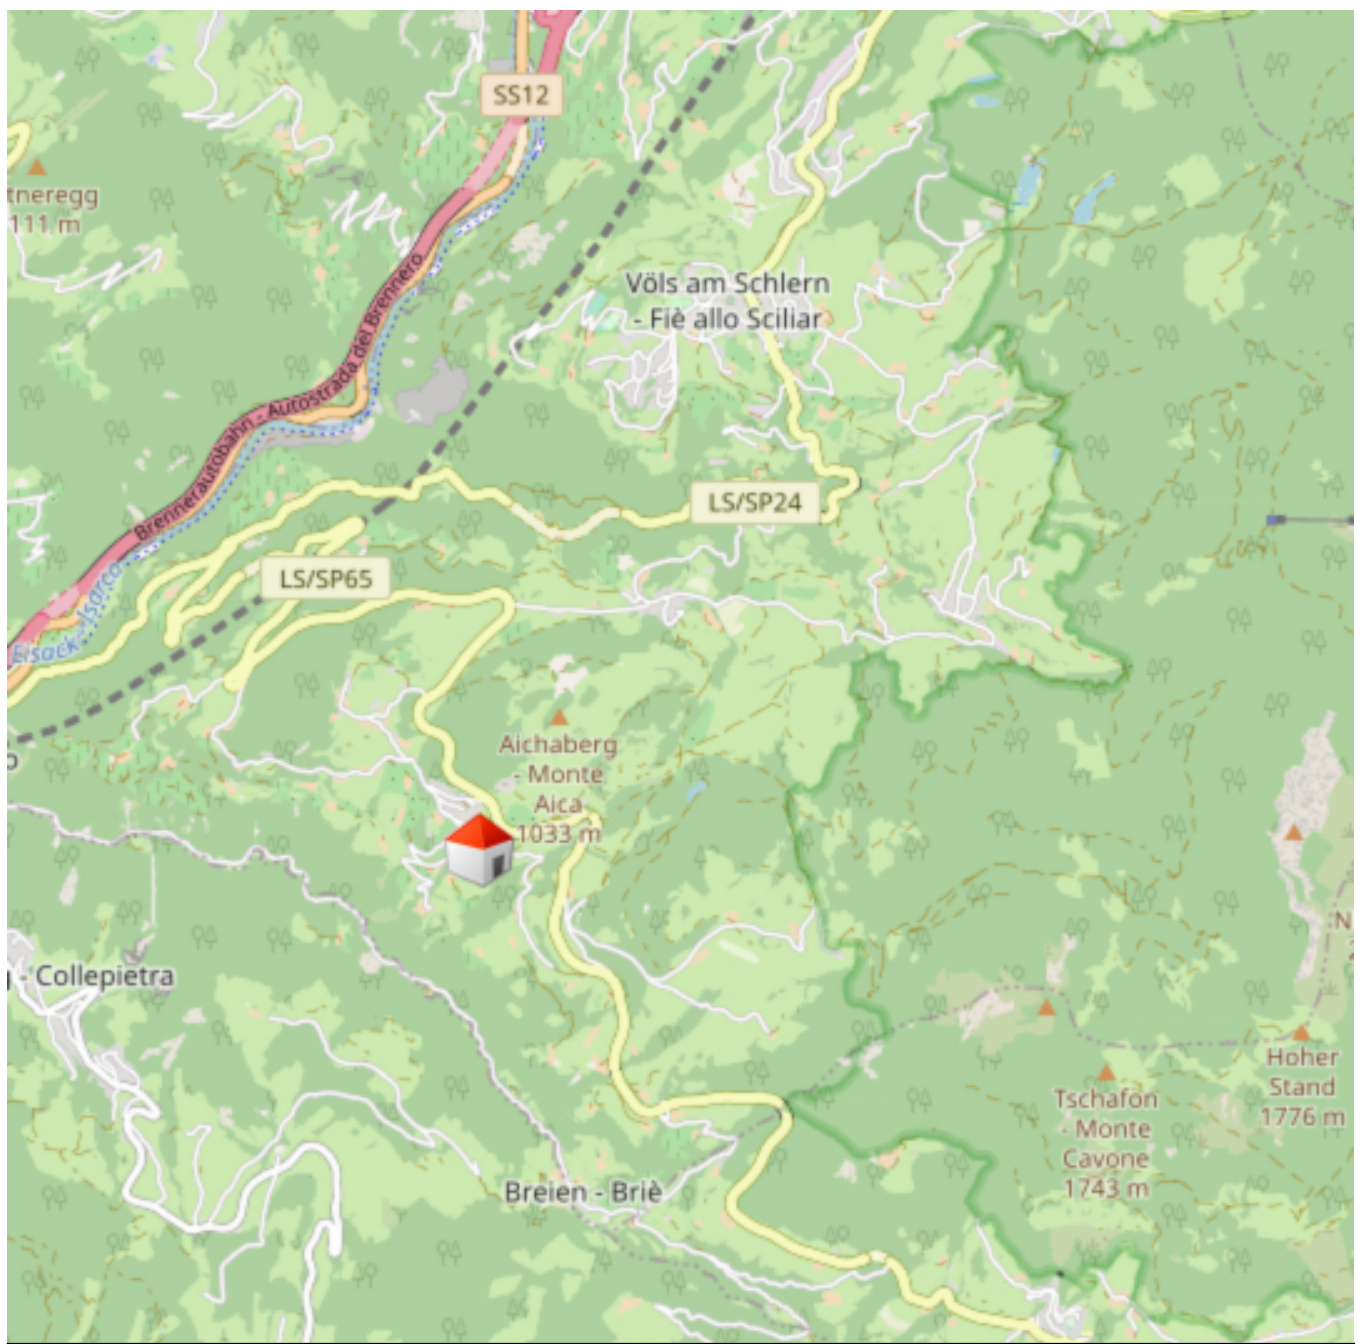 SS12
tneregg
111 m
Völs am Schlern
- Fiè allo Sciliar
Brennerautobahn - Autostrada del Brennero
LS/SP24
LS/SP65
Eisack - Isarco
Aichaberg
- Monte
Aica
1033 m
o
N
2
g - Collepietra
Hoher
Stand
1776 m
Tschafon
- Monte
Cavone
1743 m
Breien - Briè